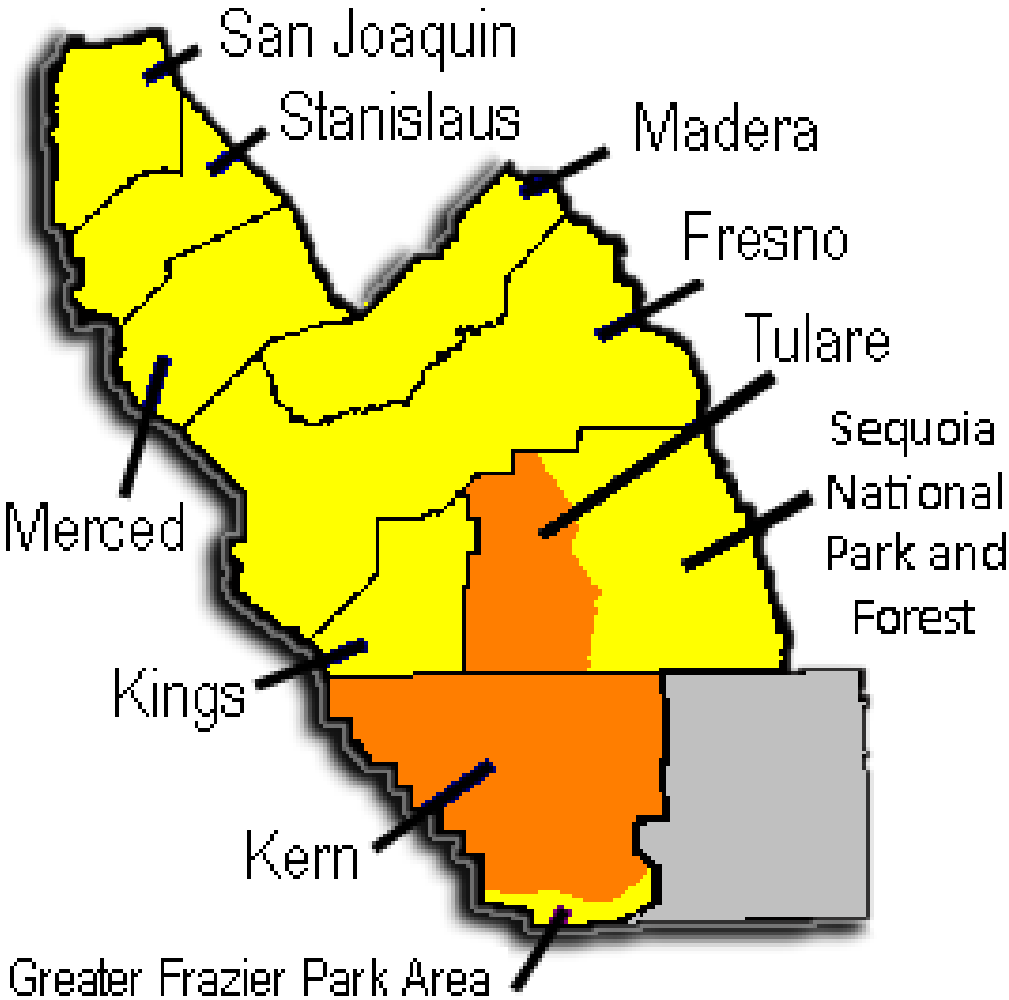 San Joaquin
Stanislaus
Madera
Fresno
Tulare
Sequoia
National
Park and
Forest
Merced
Kings
Kern
Greater Frazier Park Area